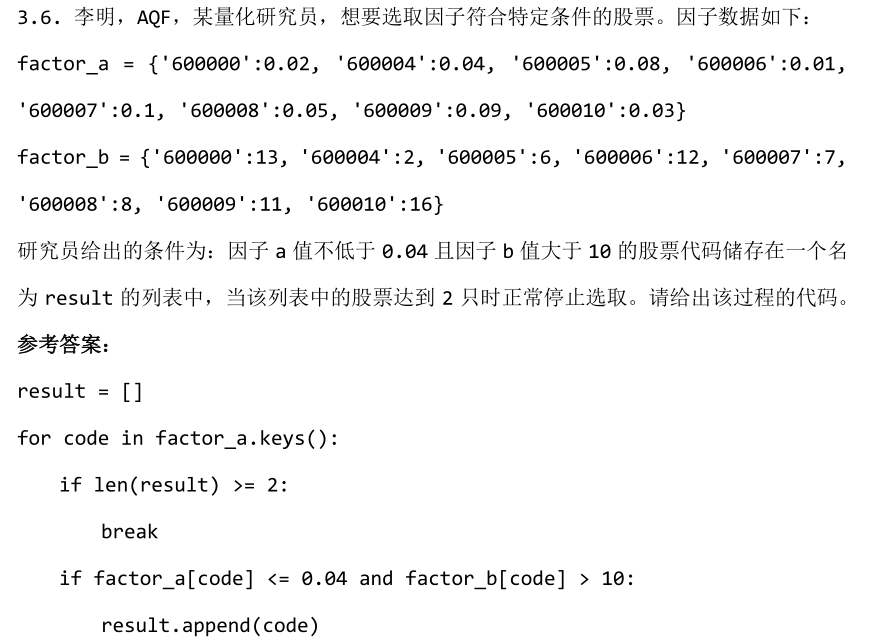 3.6. 李明，AQF，某量化研究员，想要选取因子符合特定条件的股票。因子数据如下：
factor_a = {'600000':0.02, '600004':0.04, '600005':0.08, '600006':0.01,
'600007':0.1, '600008':0.05, '600009':0.09, '600010':0.03}
factor_b = {'600000':13, '600004':2, '600005':6, '600006':12, '600007':7,
'600008':8, '600009':11, '600010':16}
研究员给出的条件为：因子 a 值不低于 0.04 且因子 b 值大于 10 的股票代码储存在一个名
为 result 的列表中，当该列表中的股票达到 2 只时正常停止选取。请给出该过程的代码。
参考答案：
result = []
for code in factor_a.keys():
    if len(result) >= 2:
        break
    if factor_a[code] <= 0.04 and factor_b[code] > 10:
        result.append(code)